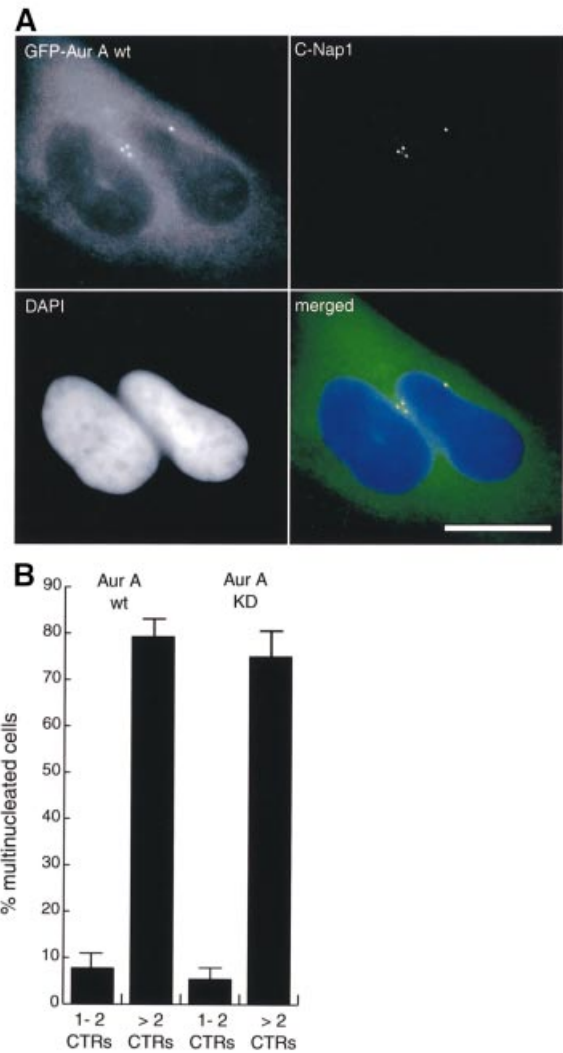 A
GFP-Aur A wt
C-Nap1
DAPI
merged
B
Aur A
wt
Aur A
KD
% multinucleated cells
90
80
70
60
50
40
30
20
10
0
1- 2
CTRs
> 2
CTRs
1- 2
CTRs
> 2
CTRs